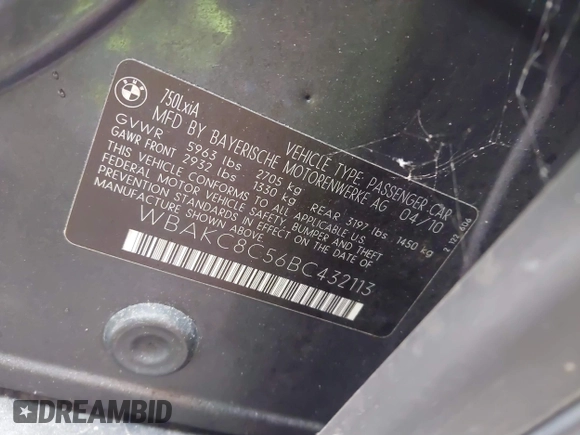 BMW
750LxiA
VEHICLE TYPE: PASSENGER CAR
MFD BY BAYERISCHE MOTORENWERKE AG 04/10
GVWR 5963 lbs 2705 kg
GAWR FRONT 2932 lbs 1330 kg REAR 3197 lbs 1450 kg
THIS VEHICLE CONFORMS TO ALL APPLICABLE U.S.
FEDERAL MOTOR VEHICLE SAFETY, BUMPER AND THEFT
PREVENTION STANDARDS IN EFFECT ON THE DATE OF
MANUFACTURE SHOWN ABOVE.
WBAKC8C56BC432113
DREAMBID